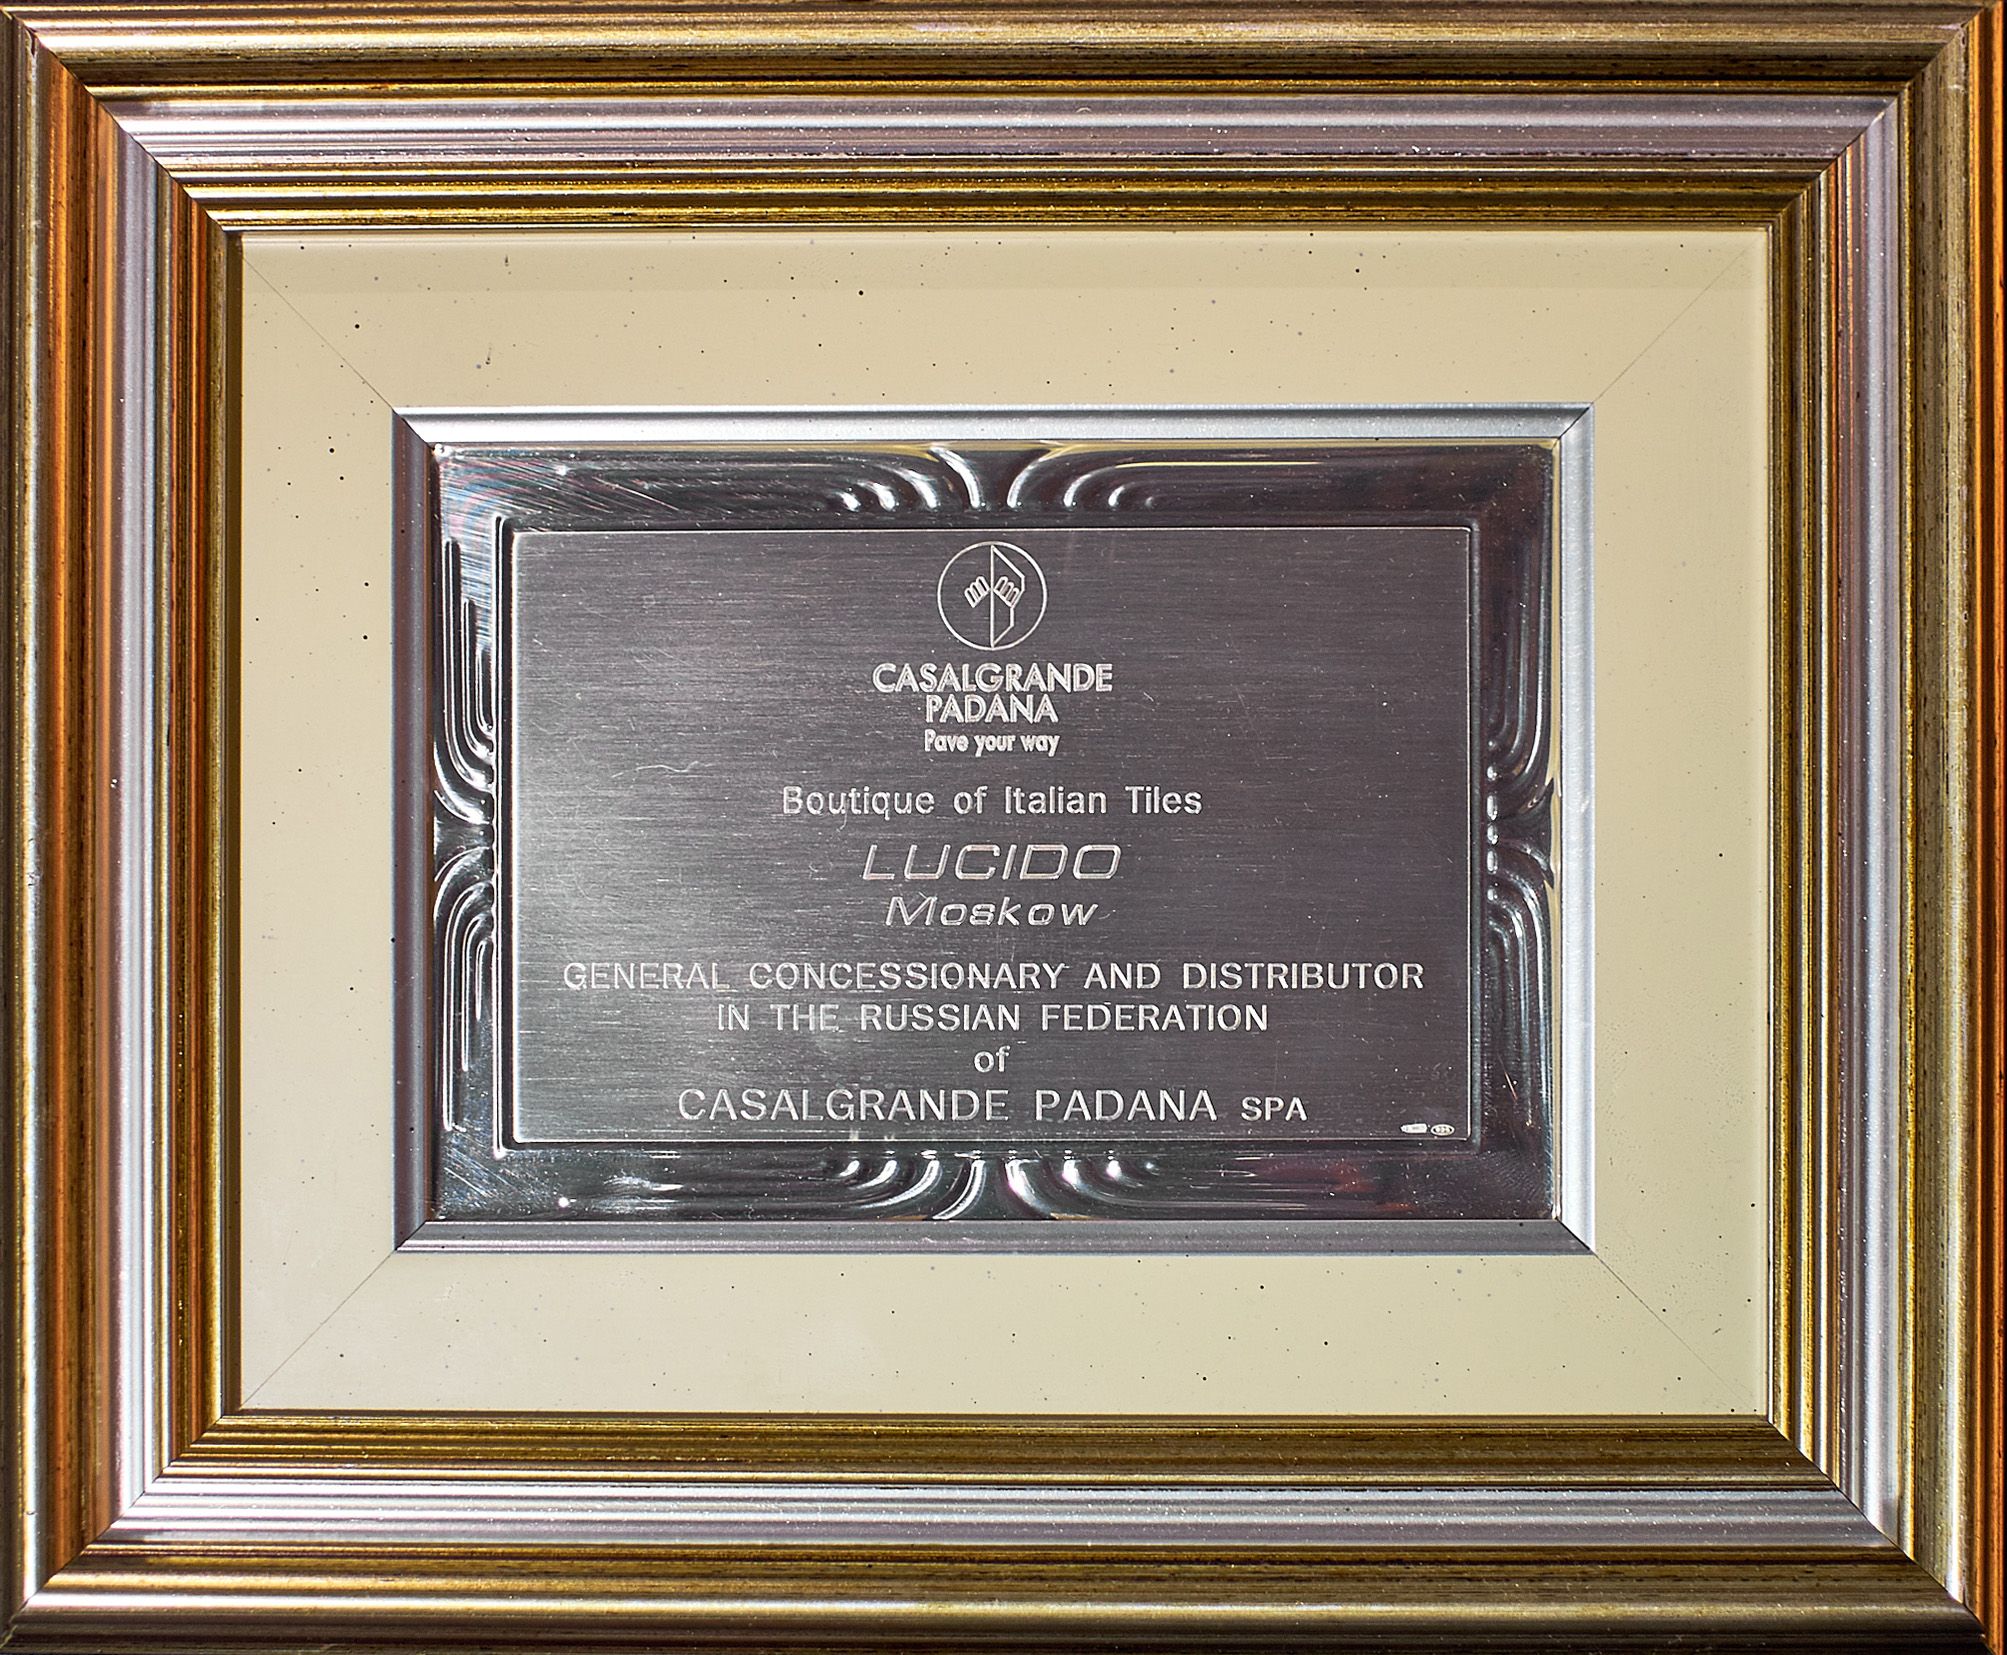 CASALGRANDE
PADANA
Pave your way
Boutique of Italian Tiles
LUCIDO
Moskow
GENERAL CONCESSIONARY AND DISTRIBUTOR
IN THE RUSSIAN FEDERATION
of
CASALGRANDE PADANA SPA